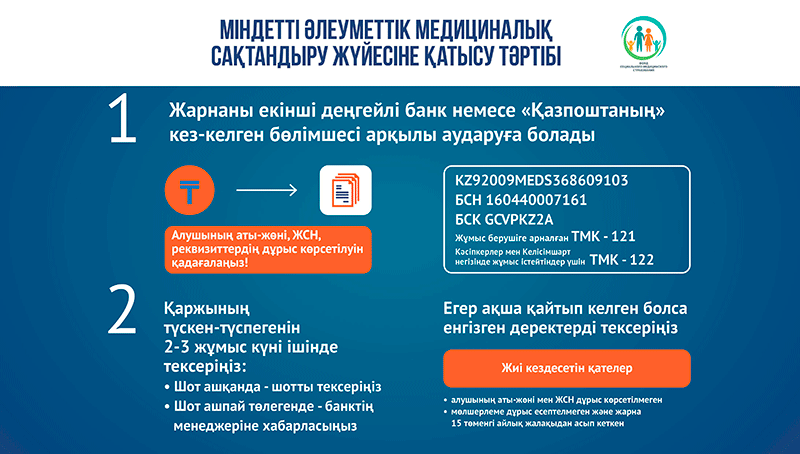 МІНДЕТТІ ӘЛЕУМЕТТІК МЕДИЦИНАЛЫҚ
САҚТАНДЫРУ ЖҮЙЕСІНЕ ҚАТЫСУ ТӘРТІБІ
ФОНД
СОЦИАЛЬНОГО МЕДИЦИНСКОГО
СТРАХОВАНИЯ
1
Жарнаны екінші деңгейлі банк немесе «Қазпоштаның»
кез-келген бөлімшесі арқылы аударуға болады
₸
Алушының аты-жөні, ЖСН,
реквизиттердің дұрыс көрсетілуін
қадағалаңыз!
KZ92009MEDS368609103
БСН 160440007161
БСК GCVPKZ2A
Жұмыс берушіге арналған ТМК - 121
Кәсіпкерлер мен Келісімшарт
негізінде жұмыс істейтіндер үшін ТМК - 122
2
Қаржының
түскен-түспегенін
2-3 жұмыс күні ішінде
тексеріңіз:
• Шот ашқанда - шотты тексеріңіз
• Шот ашпай төлегенде - банктің
менеджеріне хабарласыңыз
Егер ақша қайтып келген болса
енгізген деректерді тексеріңіз
Жиі кездесетін қателер
• алушының аты-жөні мен ЖСН дұрыс көрсетілмеген
• мөлшерлеме дұрыс есептелмеген және жарна
15 төменгі айлық жалақыдан асып кеткен